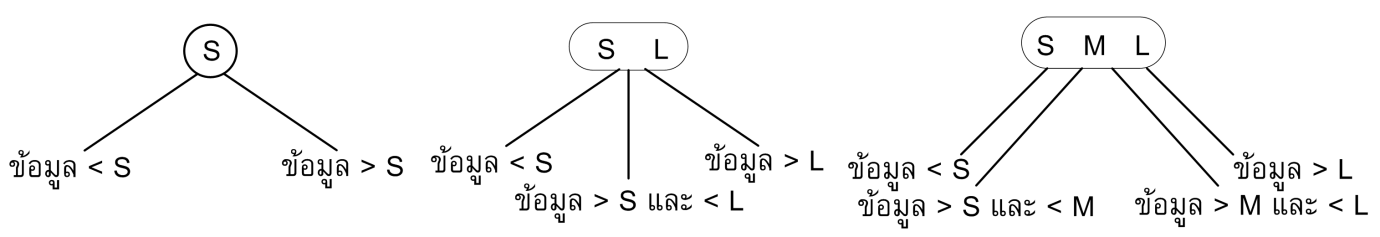 S
ข้อมูล < S
ข้อมูล > S
S L
ข้อมูล < S
ข้อมูล > S และ < L
ข้อมูล > L
S M L
ข้อมูล < S
ข้อมูล > S และ < M
ข้อมูล > M และ < L
ข้อมูล > L